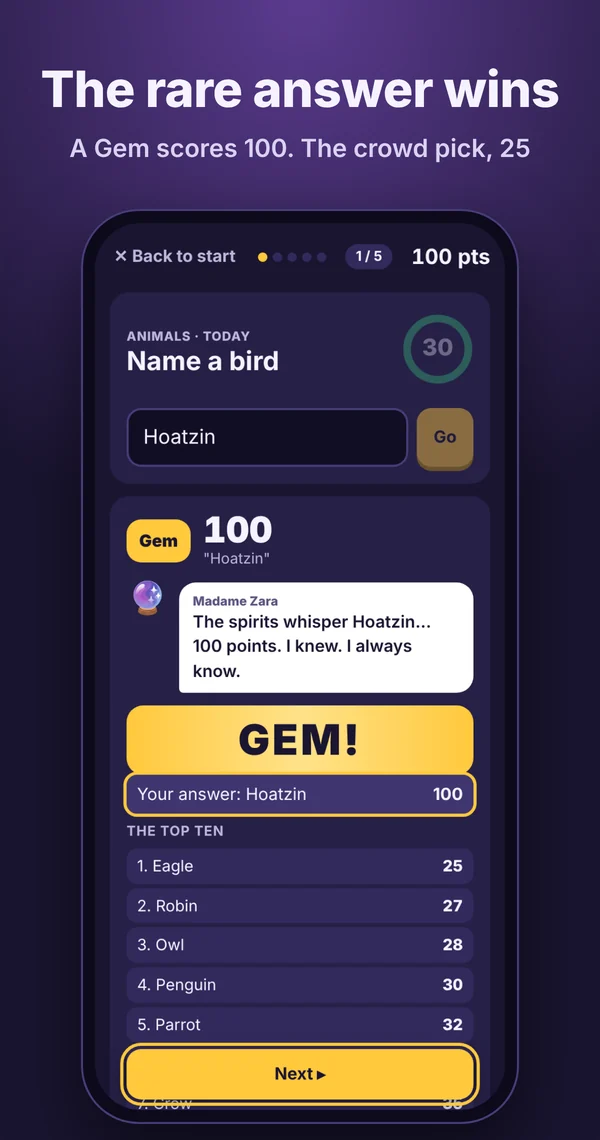 The rare answer wins
A Gem scores 100. The crowd pick, 25
✕ Back to start
1 / 5
100 pts
ANIMALS · TODAY
Name a bird
30
Hoatzin
Go
Gem
100
"Hoatzin"
Madame Zara
The spirits whisper Hoatzin…
100 points. I knew. I always
know.
GEM!
Your answer: Hoatzin 100
THE TOP TEN
1. Eagle 25
2. Robin 27
3. Owl 28
4. Penguin 30
5. Parrot 32
Next ▸
7. Crow